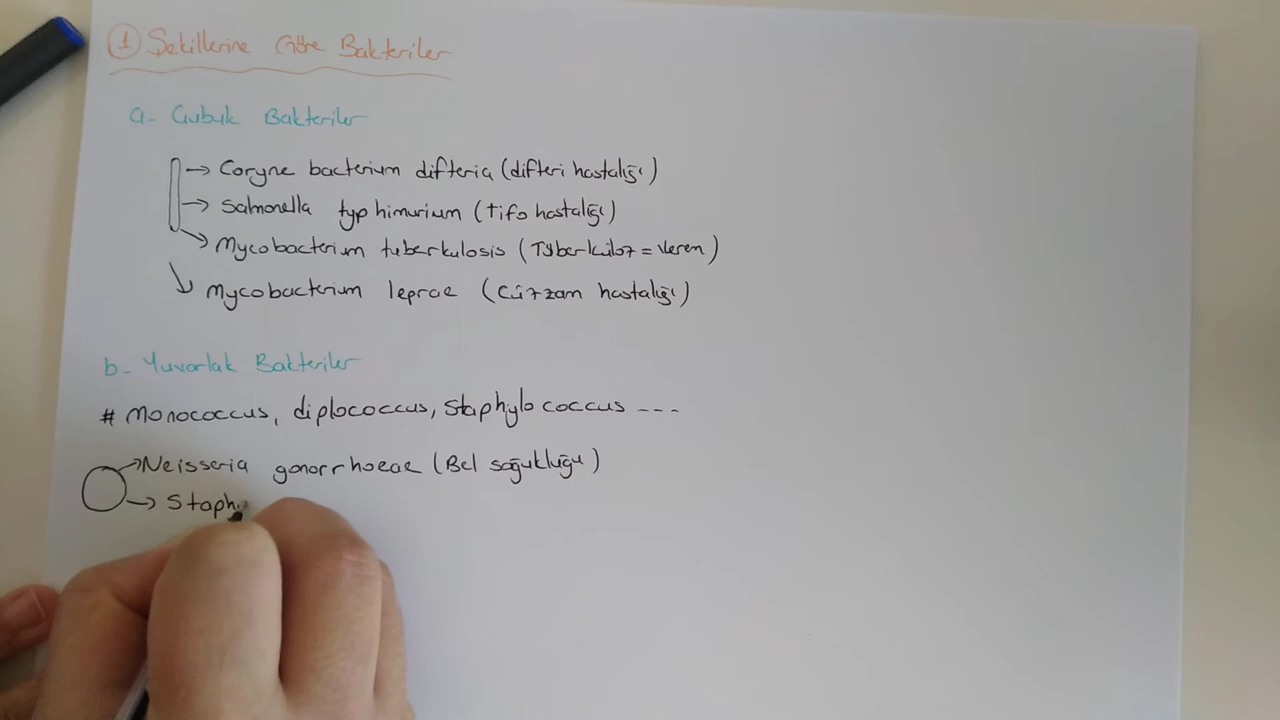 1 Şekillerine Göre Bakteriler
a- Çubuk Bakteriler
→ Coryne bacterium difteria (difteri hastalığı)
→ Salmonella typhimurium (Tifo hastalığı)
→ Mycobacterium tuberkulosis (Tyberküloz = Verem)
→ Mycobacterium leprae (Cüzzam hastalığı)
b- Yuvarlak Bakteriler
# Monococcus, diplococcus, Staphylococcus ---
→ Neisseria gonorrhoeae (Bel soğukluğu)
→ Staph